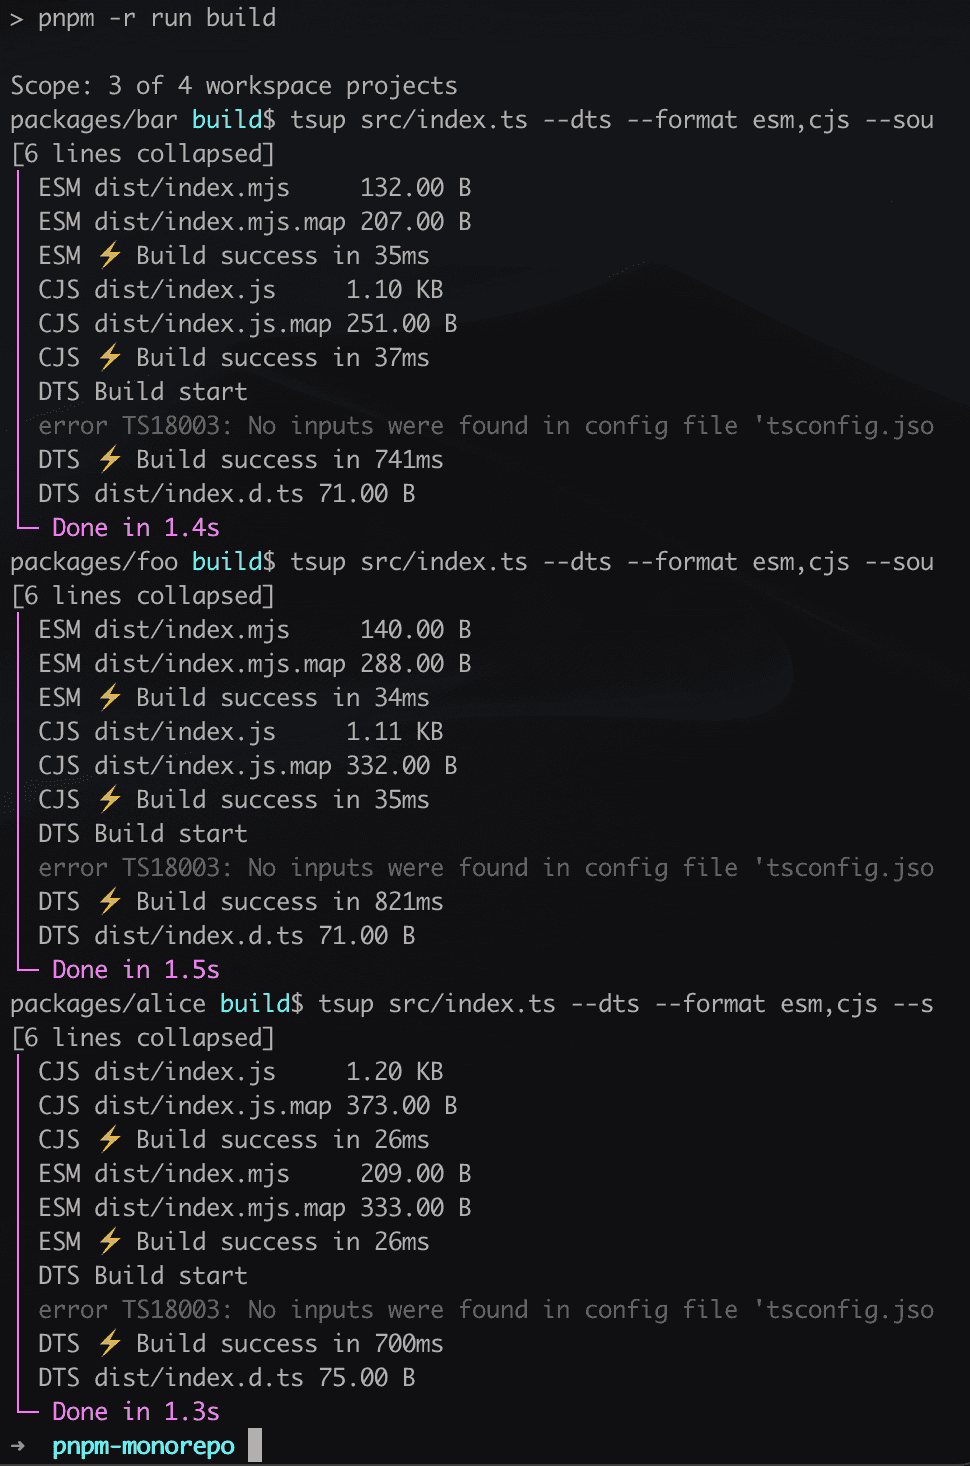 > pnpm -r run build
Scope: 3 of 4 workspace projects
packages/bar build$ tsup src/index.ts --dts --format esm,cjs --sou
[6 lines collapsed]
ESM dist/index.mjs     132.00 B
ESM dist/index.mjs.map 207.00 B
ESM ⚡ Build success in 35ms
CJS dist/index.js     1.10 KB
CJS dist/index.js.map 251.00 B
CJS ⚡ Build success in 37ms
DTS Build start
error TS18003: No inputs were found in config file 'tsconfig.jso
DTS ⚡ Build success in 741ms
DTS dist/index.d.ts 71.00 B
Done in 1.4s
packages/foo build$ tsup src/index.ts --dts --format esm,cjs --sou
[6 lines collapsed]
ESM dist/index.mjs     140.00 B
ESM dist/index.mjs.map 288.00 B
ESM ⚡ Build success in 34ms
CJS dist/index.js     1.11 KB
CJS dist/index.js.map 332.00 B
CJS ⚡ Build success in 35ms
DTS Build start
error TS18003: No inputs were found in config file 'tsconfig.jso
DTS ⚡ Build success in 821ms
DTS dist/index.d.ts 71.00 B
Done in 1.5s
packages/alice build$ tsup src/index.ts --dts --format esm,cjs --s
[6 lines collapsed]
CJS dist/index.js     1.20 KB
CJS dist/index.js.map 373.00 B
CJS ⚡ Build success in 26ms
ESM dist/index.mjs     209.00 B
ESM dist/index.mjs.map 333.00 B
ESM ⚡ Build success in 26ms
DTS Build start
error TS18003: No inputs were found in config file 'tsconfig.jso
DTS ⚡ Build success in 700ms
DTS dist/index.d.ts 75.00 B
Done in 1.3s
→ pnpm-monorepo